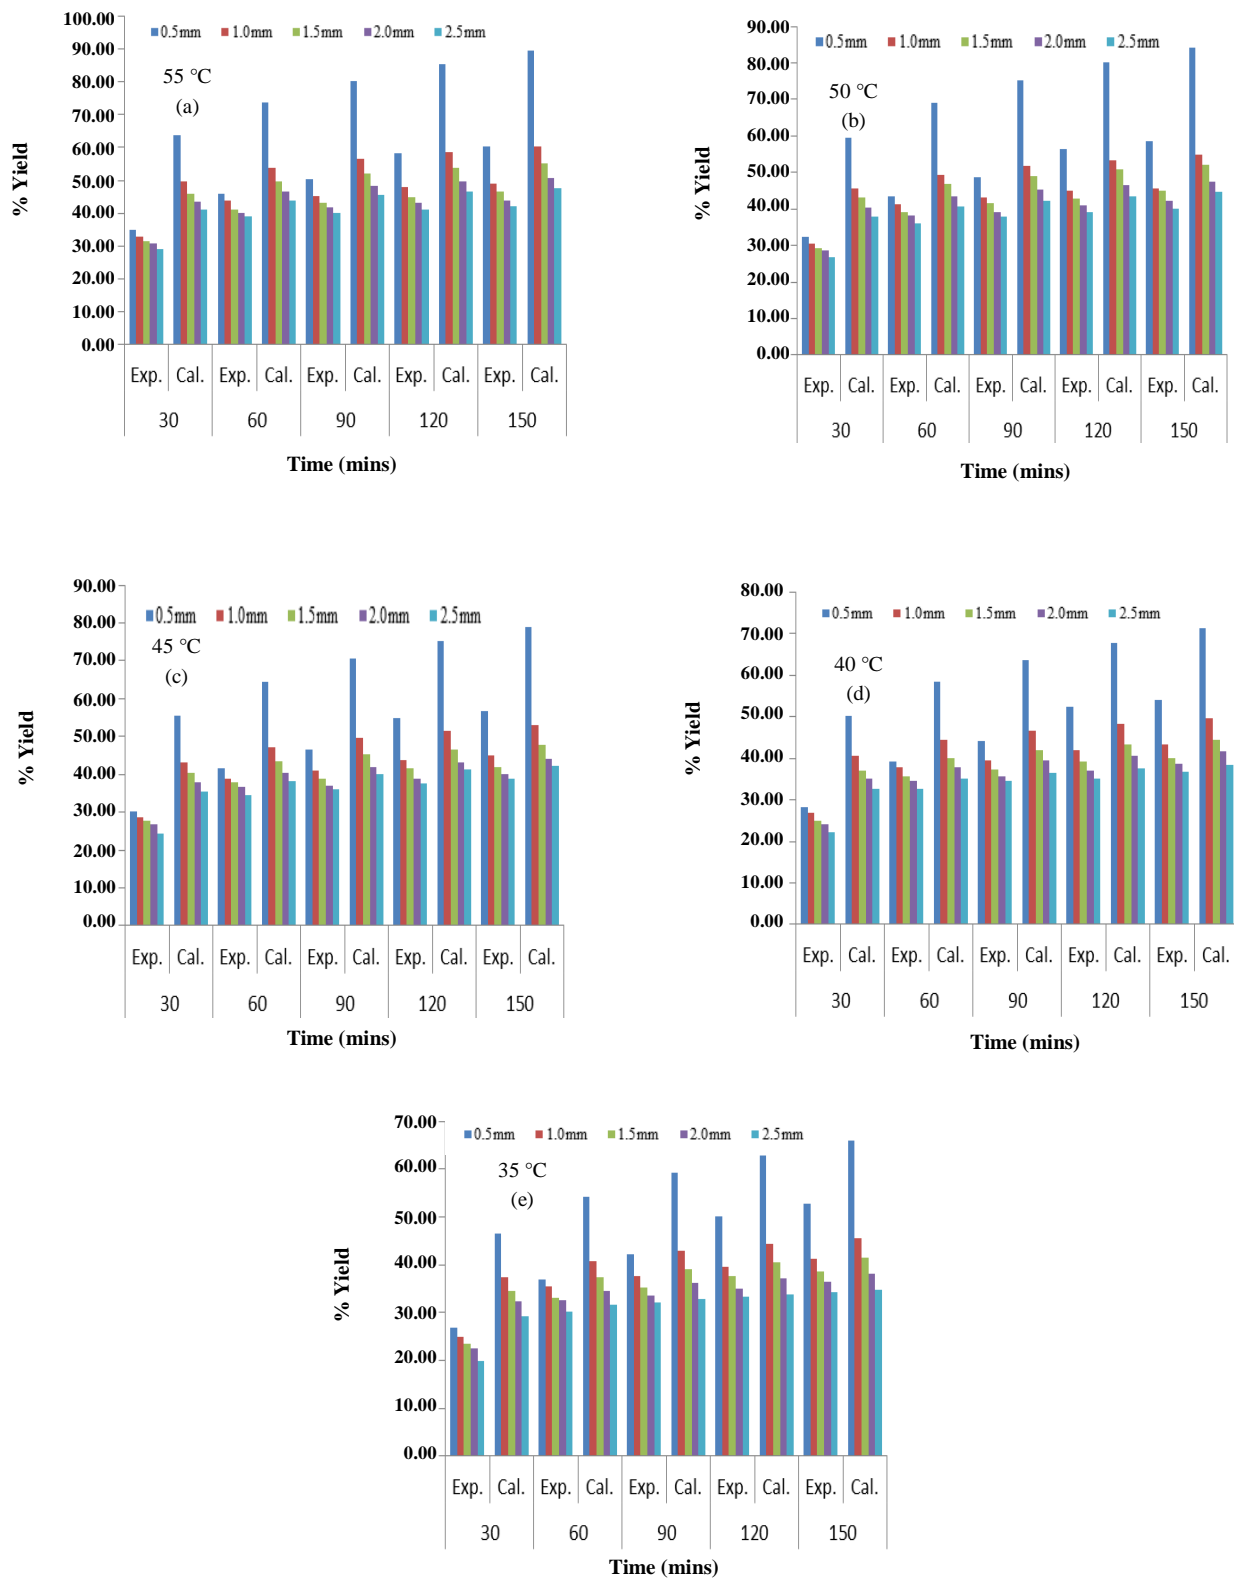 0.5mm 1.0mm 1.5mm 2.0mm 2.5mm
55 °C
(a)
% Yield
100.00
90.00
80.00
70.00
60.00
50.00
40.00
30.00
20.00
10.00
0.00
Exp. Cal. Exp. Cal. Exp. Cal. Exp. Cal. Exp. Cal.
30 60 90 120 150
Time (mins)
0.5mm 1.0mm 1.5mm 2.0mm 2.5mm
50 °C
(b)
% Yield
90.00
80.00
70.00
60.00
50.00
40.00
30.00
20.00
10.00
0.00
Exp. Cal. Exp. Cal. Exp. Cal. Exp. Cal. Exp. Cal.
30 60 90 120 150
Time (mins)
0.5mm 1.0mm 1.5mm 2.0mm 2.5mm
45 °C
(c)
% Yield
90.00
80.00
70.00
60.00
50.00
40.00
30.00
20.00
10.00
0.00
Exp. Cal. Exp. Cal. Exp. Cal. Exp. Cal. Exp. Cal.
30 60 90 120 150
Time (mins)
0.5mm 1.0mm 1.5mm 2.0mm 2.5mm
40 °C
(d)
% Yield
80.00
70.00
60.00
50.00
40.00
30.00
20.00
10.00
0.00
Exp. Cal. Exp. Cal. Exp. Cal. Exp. Cal. Exp. Cal.
30 60 90 120 150
Time (mins)
0.5mm 1.0mm 1.5mm 2.0mm 2.5mm
35 °C
(e)
% Yield
70.00
60.00
50.00
40.00
30.00
20.00
10.00
0.00
Exp. Cal. Exp. Cal. Exp. Cal. Exp. Cal. Exp. Cal.
30 60 90 120 150
Time (mins)